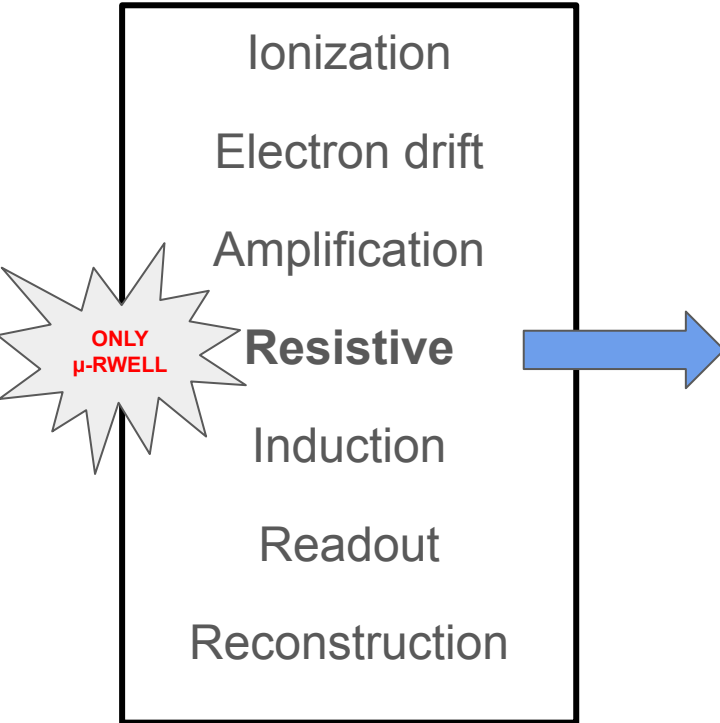 Ionization
Electron drift
Amplification
ONLY
µ-RWELL
Resistive
Induction
Readout
Reconstruction